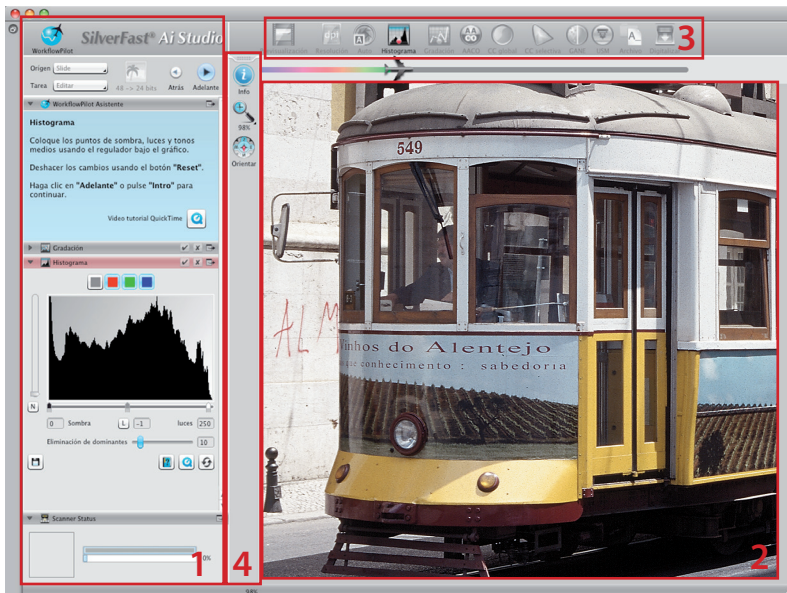 SilverFast® Ai Studio
WorkflowPilot
Origen Slide
Tarea Editar
48 -> 24 bits
Atrás
Adelante
WorkflowPilot Asistente
Histograma
Coloque los puntos de sombra, luces y tonos
medios usando el regulador bajo el gráfico.
Deshacer los cambios usando el botón "Reset".
Haga clic en "Adelante" o pulse "Intro" para
continuar.
Video tutorial QuickTime
Gradación
Histograma
N
0 Sombra L -1 luces 250
Eliminación de dominantes 10
Scanner Status
0%
1
Info
98%
Orientar
4
98%
Resolución
Auto
Histograma
Gradación
AACO
CC global
CC selectiva
GANE
USM
Archivo
3
549
AL M
Vinhos do Alentejo
conhecimento : sabedoria
2